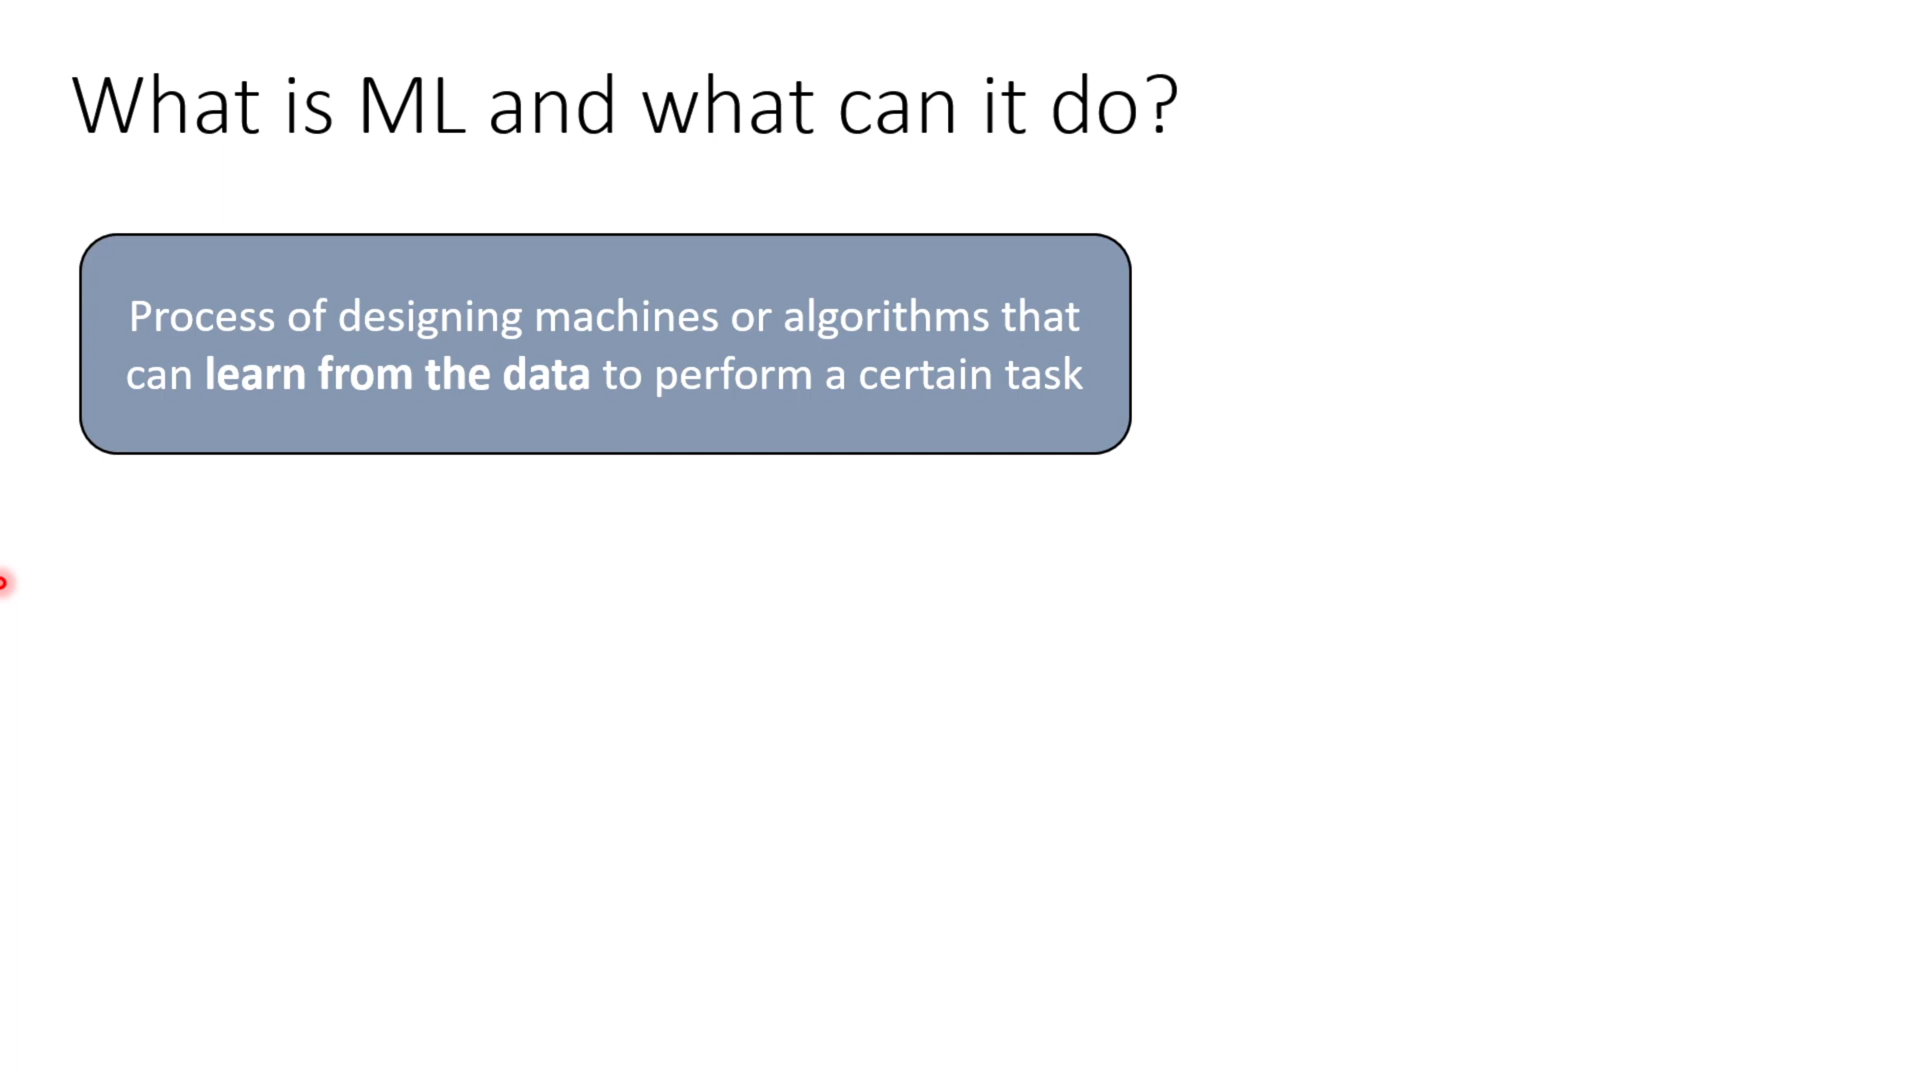 What is ML and what can it do?
Process of designing machines or algorithms that
can learn from the data to perform a certain task